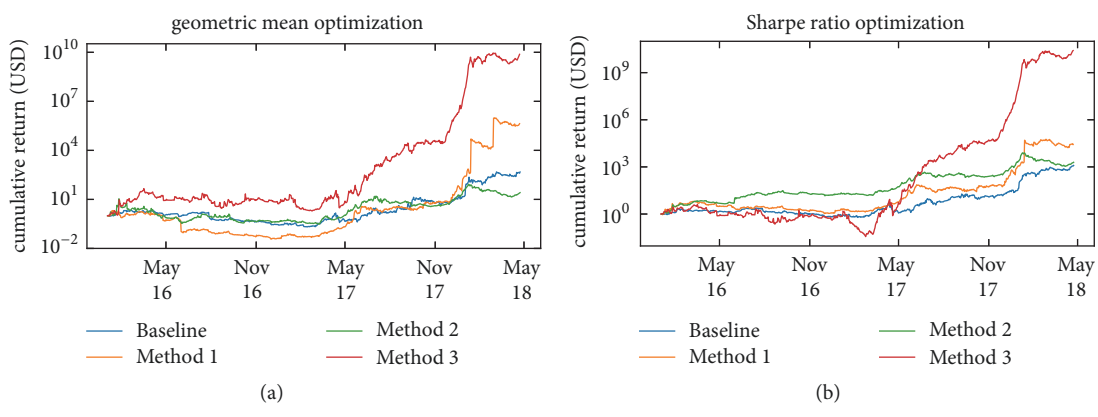 geometric mean optimization
cumulative return (USD)
10^10
10^7
10^4
10^1
10^−2
May 16
Nov 16
May 17
Nov 17
May 18
Baseline
Method 1
Method 2
Method 3
(a)
Sharpe ratio optimization
cumulative return (USD)
10^9
10^6
10^3
10^0
May 16
Nov 16
May 17
Nov 17
May 18
Baseline
Method 1
Method 2
Method 3
(b)